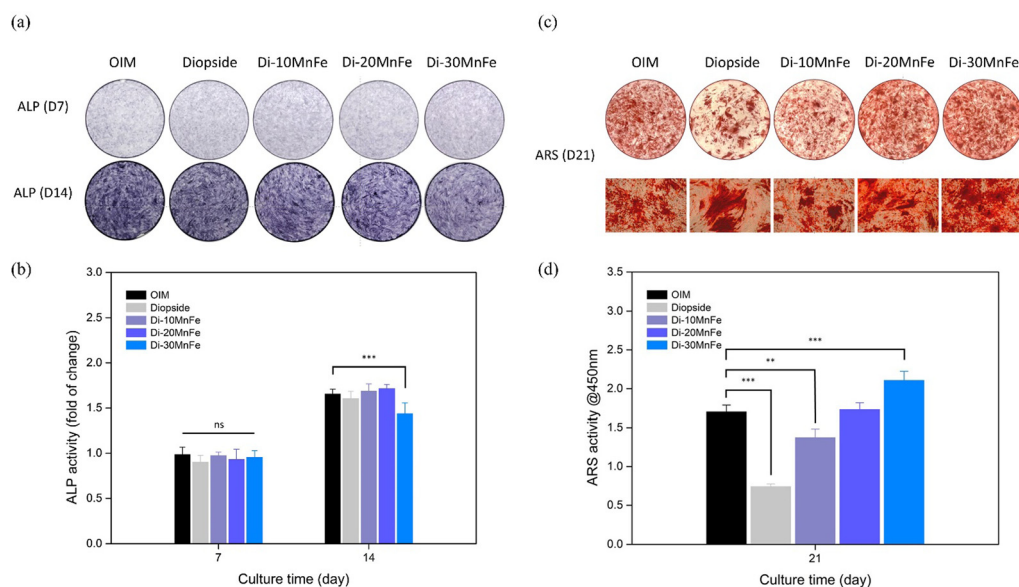 (a)
OIM Diopside Di-10MnFe Di-20MnFe Di-30MnFe
ALP (D7)
ALP (D14)
(b)
3.0
2.5
2.0
1.5
1.0
0.5
0.0
ALP activity (fold of change)
OIM
Diopside
Di-10MnFe
Di-20MnFe
Di-30MnFe
ns
***
7 14
Culture time (day)
(c)
OIM Diopside Di-10MnFe Di-20MnFe Di-30MnFe
ARS (D21)
(d)
3.5
3.0
2.5
2.0
1.5
1.0
0.5
0.0
ARS activity @450nm
OIM
Diopside
Di-10MnFe
Di-20MnFe
Di-30MnFe
***
**
***
21
Culture time (day)